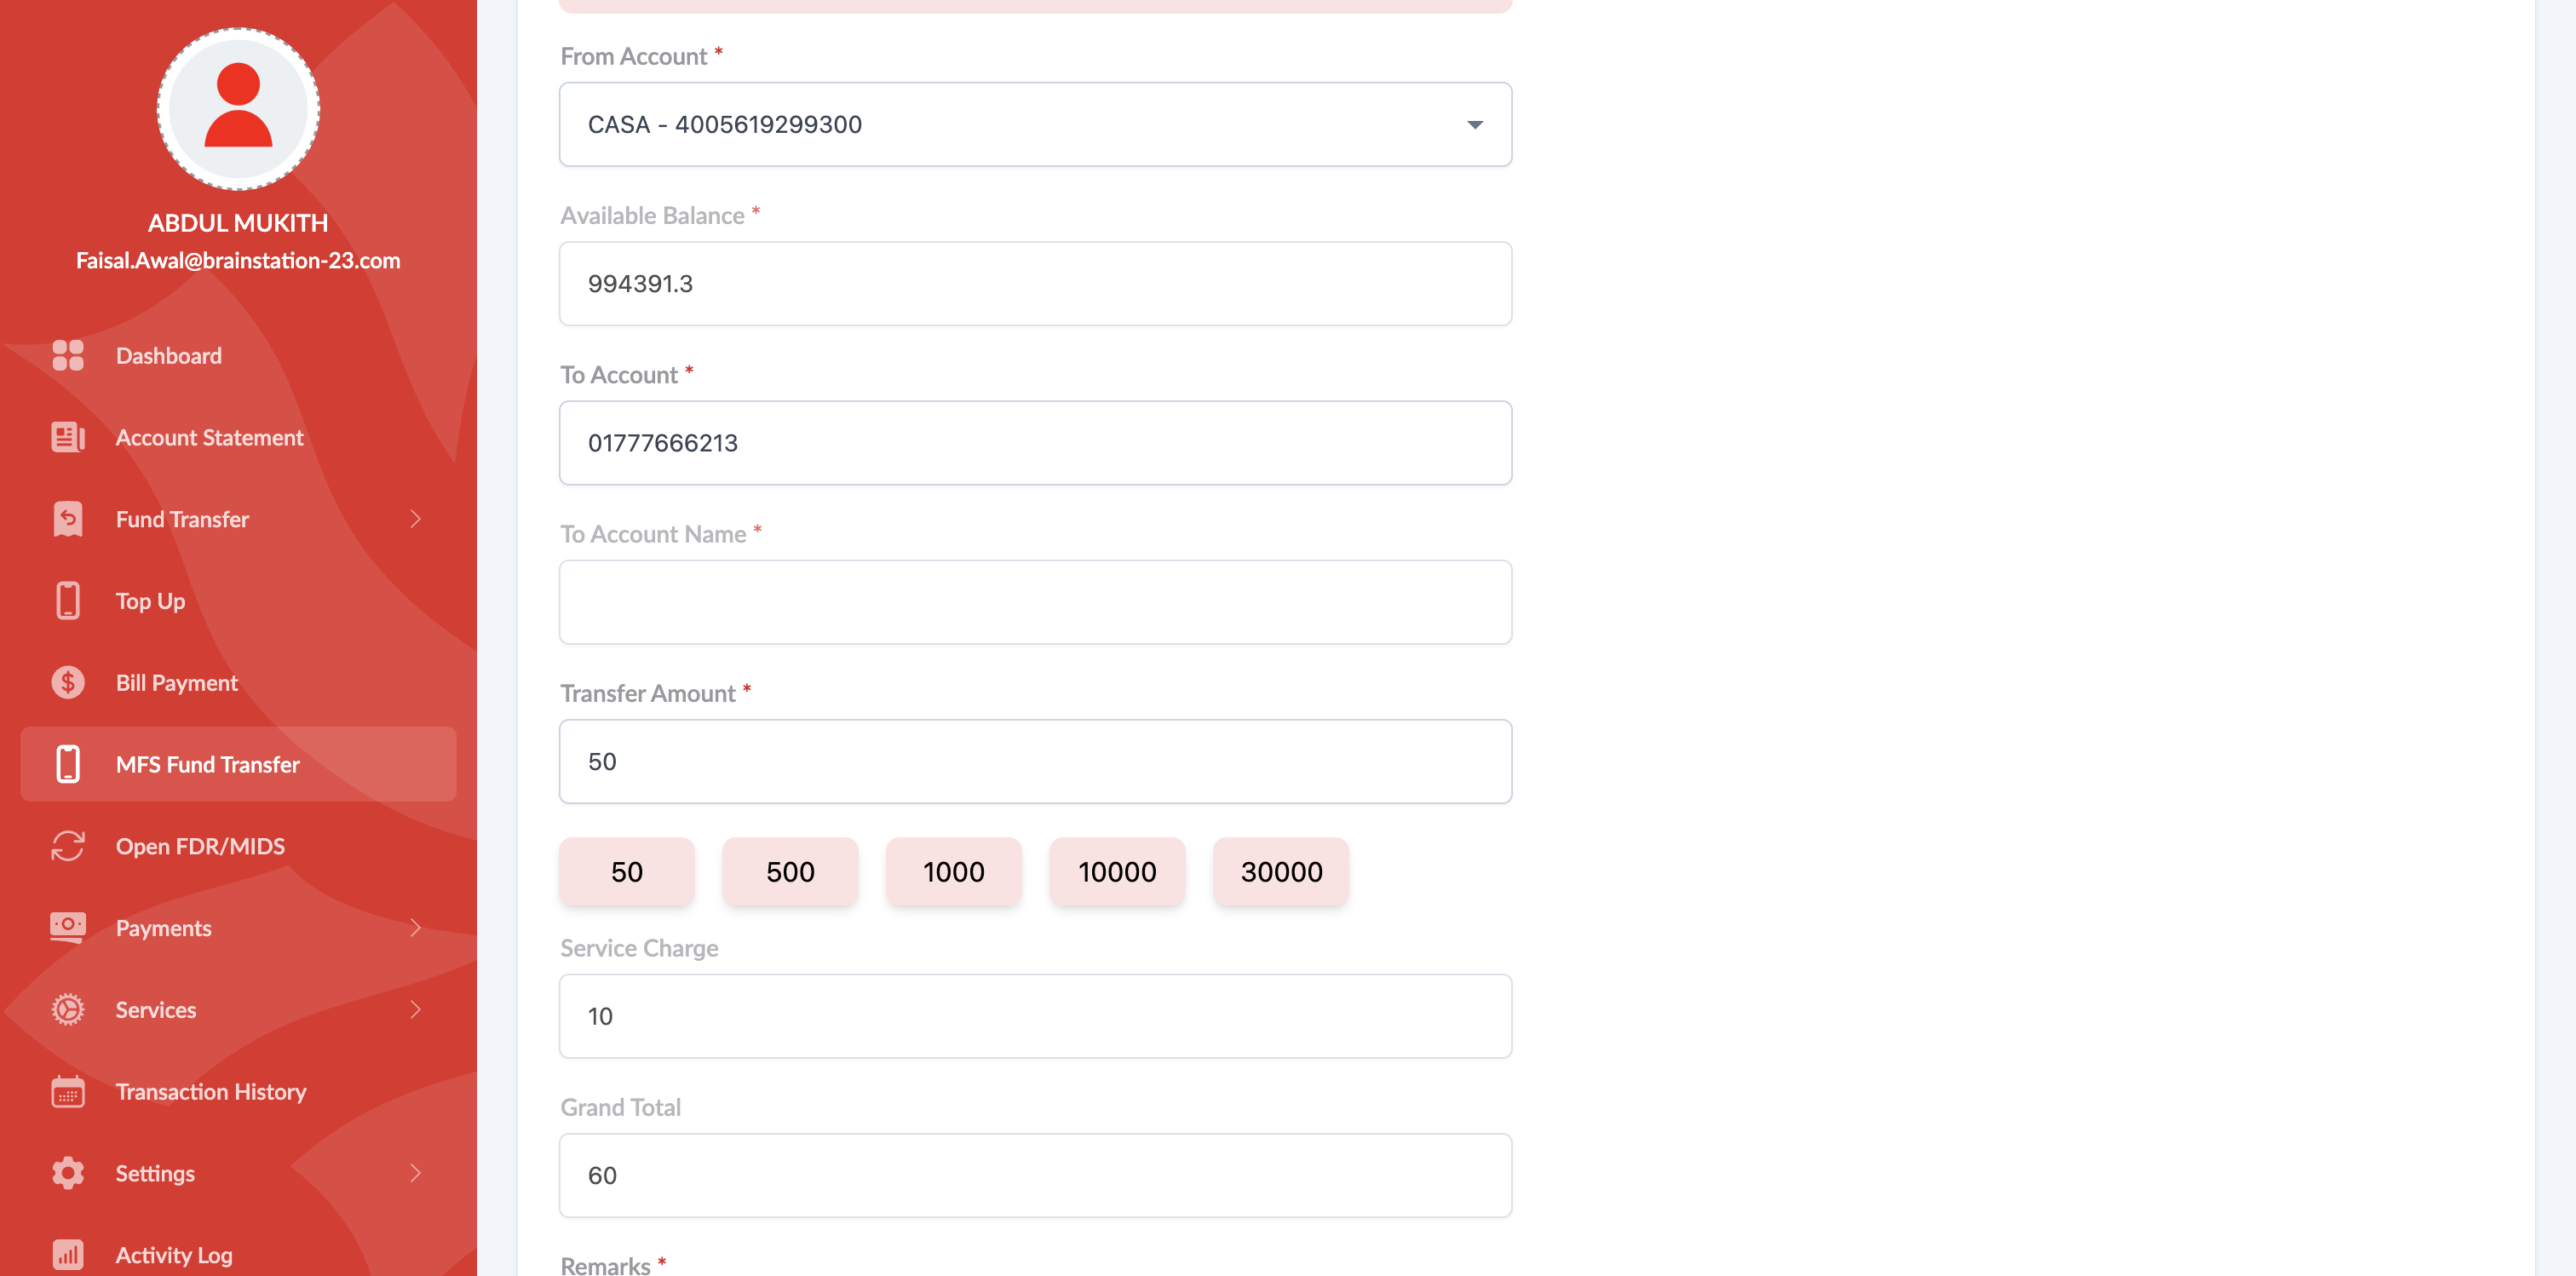 ABDUL MUKITH
Faisal.Awal@brainstation-23.com
Dashboard
Account Statement
Fund Transfer
Top Up
Bill Payment
MFS Fund Transfer
Open FDR/MIDS
Payments
Services
Transaction History
Settings
Activity Log
From Account *
CASA - 4005619299300
Available Balance *
994391.3
To Account *
01777666213
To Account Name *
Transfer Amount *
50
50 500 1000 10000 30000
Service Charge
10
Grand Total
60
Remarks *